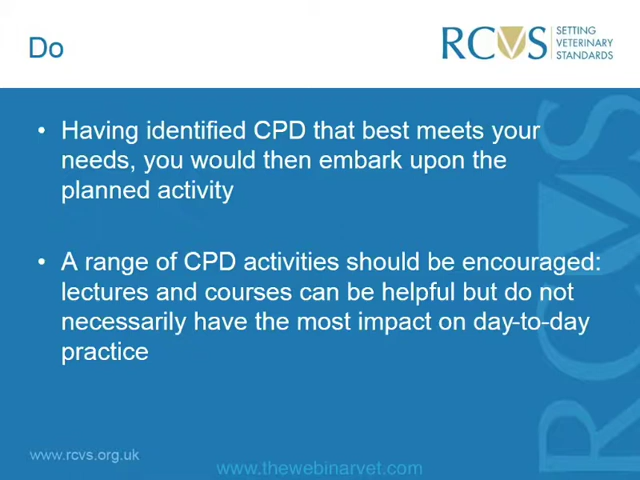 Do
RCVS
SETTING
VETERINARY
STANDARDS
• Having identified CPD that best meets your
needs, you would then embark upon the
planned activity
• A range of CPD activities should be encouraged:
lectures and courses can be helpful but do not
necessarily have the most impact on day-to-day
practice
RCVS
www.rcvs.org.uk
www.thewebinarvet.com